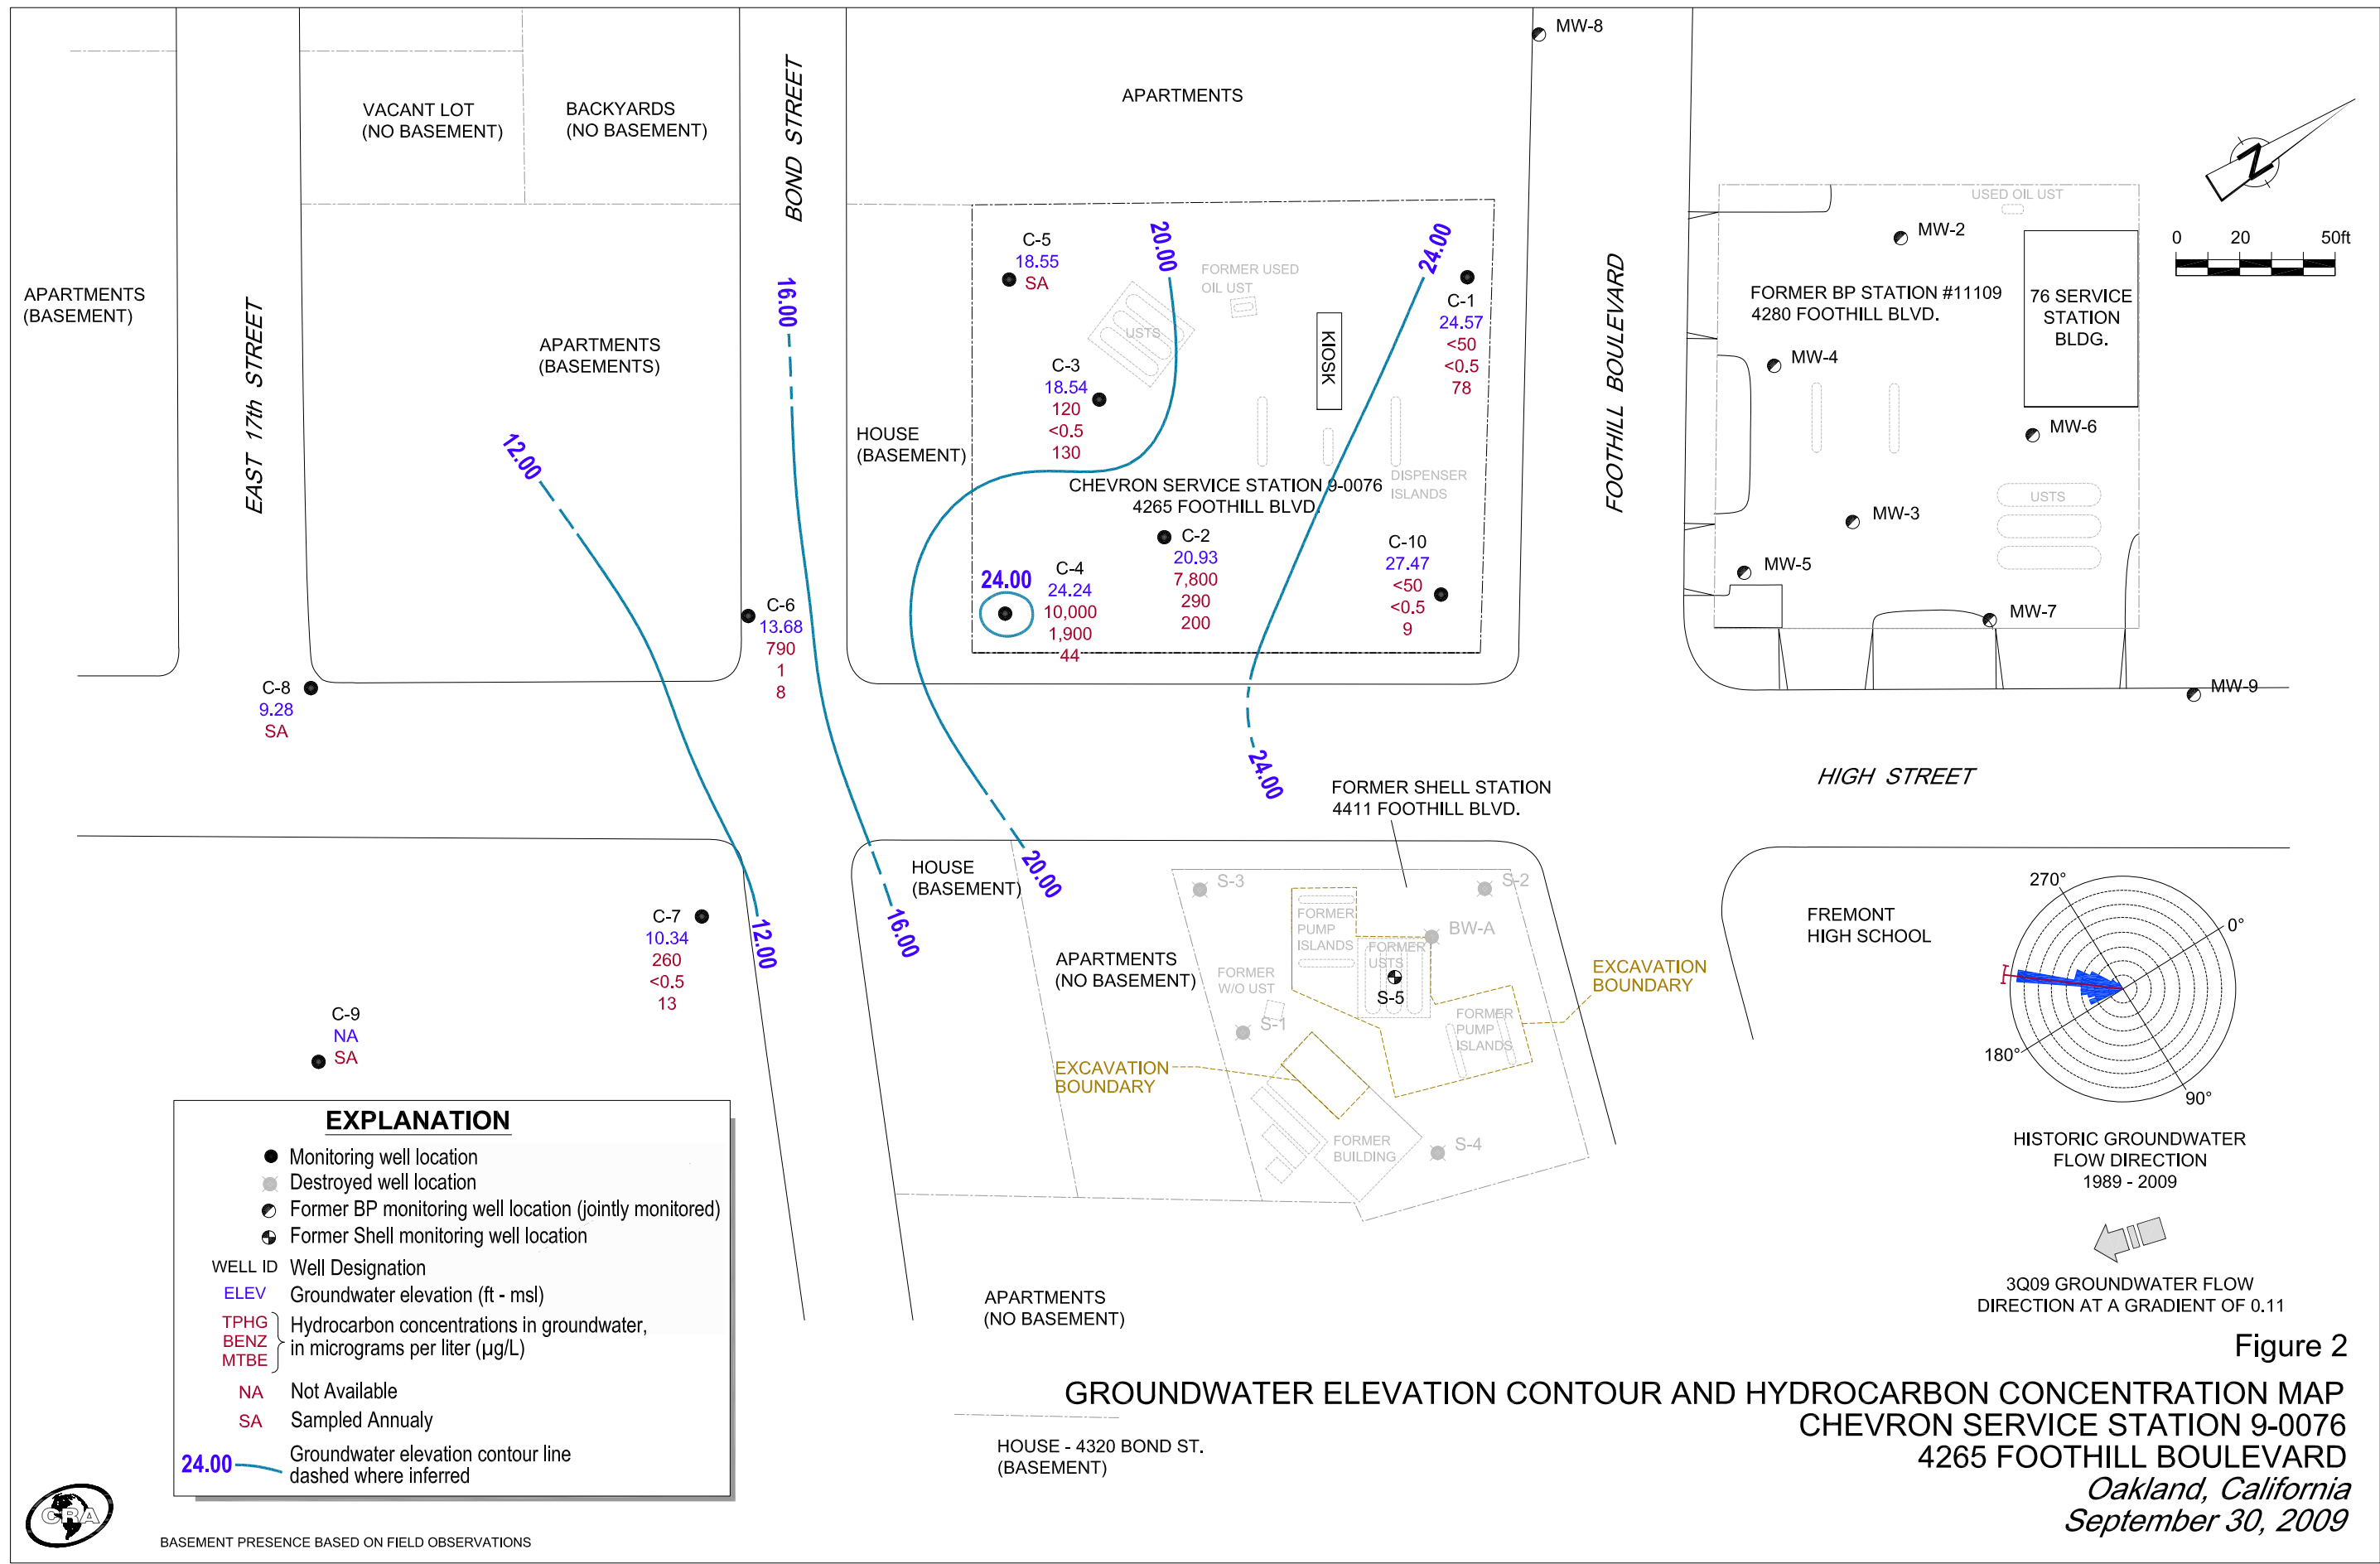 MW-8
VACANT LOT
(NO BASEMENT)
BACKYARDS
(NO BASEMENT)
BOND STREET
APARTMENTS
USED OIL UST
MW-2
N
0 20 50ft
APARTMENTS
(BASEMENT)
EAST 17th STREET
APARTMENTS
(BASEMENTS)
16.00
12.00
C-5
18.55
SA
20.00
FORMER USED
OIL UST
USTS
24.00
KIOSK
C-1
24.57
<50
<0.5
78
C-3
18.54
120
<0.5
130
HOUSE
(BASEMENT)
CHEVRON SERVICE STATION 9-0076
4265 FOOTHILL BLVD.
DISPENSER
ISLANDS
FOOTHILL BOULEVARD
FORMER BP STATION #11109
4280 FOOTHILL BLVD.
76 SERVICE
STATION
BLDG.
MW-4
MW-6
USTS
MW-3
MW-5
MW-7
MW-9
C-2
20.93
7,800
290
200
C-10
27.47
<50
<0.5
9
24.00
C-4
24.24
10,000
1,900
44
C-6
13.68
790
1
8
C-8
9.28
SA
24.00
HIGH STREET
FORMER SHELL STATION
4411 FOOTHILL BLVD.
HOUSE
(BASEMENT)
20.00
16.00
12.00
C-7
10.34
260
<0.5
13
C-9
NA
SA
S-3
S-2
FORMER
PUMP
ISLANDS
BW-A
FORMER
USTS
S-5
FORMER
W/O UST
S-1
FORMER
PUMP
ISLANDS
APARTMENTS
(NO BASEMENT)
EXCAVATION
BOUNDARY
EXCAVATION
BOUNDARY
FORMER
BUILDING
S-4
FREMONT
HIGH SCHOOL
270°
0°
180°
90°
HISTORIC GROUNDWATER
FLOW DIRECTION
1989 - 2009
3Q09 GROUNDWATER FLOW
DIRECTION AT A GRADIENT OF 0.11
APARTMENTS
(NO BASEMENT)
HOUSE - 4320 BOND ST.
(BASEMENT)
EXPLANATION
Monitoring well location
Destroyed well location
Former BP monitoring well location (jointly monitored)
Former Shell monitoring well location
WELL ID Well Designation
ELEV Groundwater elevation (ft - msl)
TPHG
BENZ
MTBE
Hydrocarbon concentrations in groundwater,
in micrograms per liter (µg/L)
NA Not Available
SA Sampled Annualy
24.00 Groundwater elevation contour line
dashed where inferred
CRA
BASEMENT PRESENCE BASED ON FIELD OBSERVATIONS
Figure 2
GROUNDWATER ELEVATION CONTOUR AND HYDROCARBON CONCENTRATION MAP
CHEVRON SERVICE STATION 9-0076
4265 FOOTHILL BOULEVARD
Oakland, California
September 30, 2009